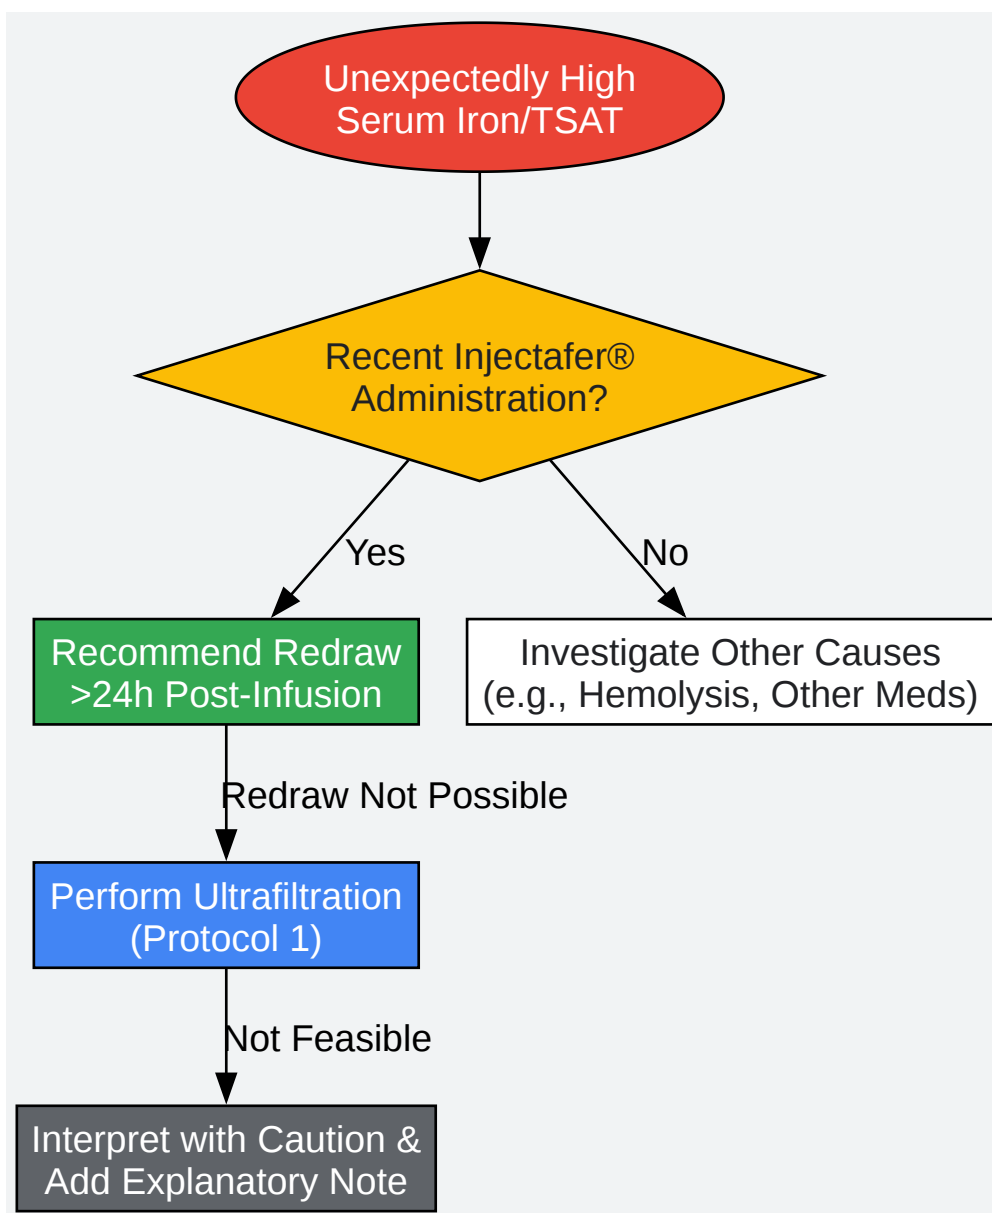 Unexpectedly High
Serum Iron/TSAT
Recent Injectafer®
Administration?
Yes
No
Recommend Redraw
>24h Post-Infusion
Investigate Other Causes
(e.g., Hemolysis, Other Meds)
Redraw Not Possible
Perform Ultrafiltration
(Protocol 1)
Not Feasible
Interpret with Caution &
Add Explanatory Note